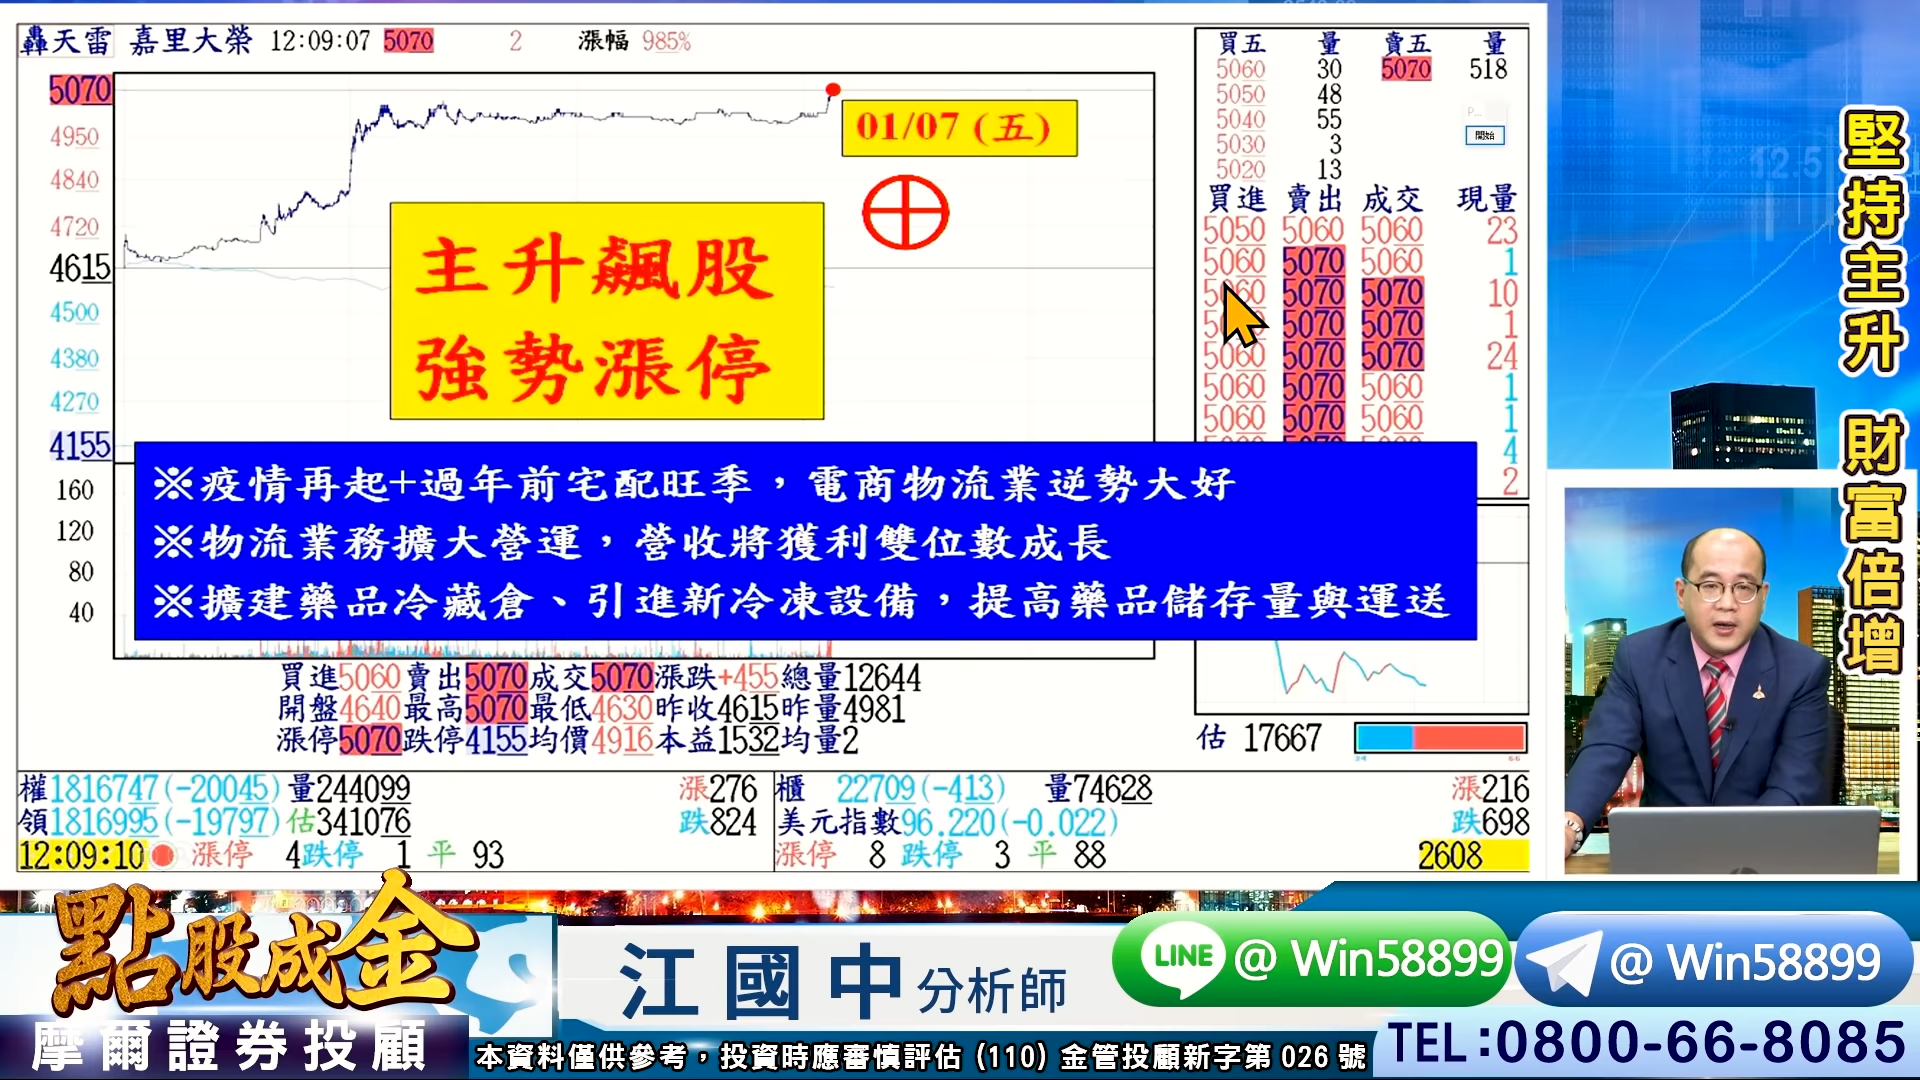 轟天雷 嘉里大榮 12:09:07 5070 2 漲幅 985%
5070
4950
4840
4720
4615
4500
4380
4270
4155
160
120
80
40
01/07 (五)
主升飆股
強勢漲停
※疫情再起+過年前宅配旺季，電商物流業逆勢大好
※物流業務擴大營運，營收將獲利雙位數成長
※擴建藥品冷藏倉、引進新冷凍設備，提高藥品儲存量與運送
買五 量 賣五 量
5060 30 5070 518
5050 48
5040 55
5030 3
5020 13
開始
買進 賣出 成交 現量
5050 5060 5060 23
5060 5070 5060 1
5060 5070 5070 10
5070 5070 1
5060 5070 5070 24
5060 5070 5060 1
5060 5070 5060 1
4
2
買進5060賣出5070成交5070漲跌+455總量12644
開盤4640最高5070最低4630昨收4615昨量4981
漲停5070跌停4155均價4916本益1532均量2
估 17667
權1816747(-20045)量244099 漲276
領1816995(-19797)估341076 跌824
12:09:10 漲停 4跌停 1 平 93
櫃 22709(-413) 量74628 漲216
美元指數96.220(-0.022) 跌698
漲停 8 跌停 3 平 88 2608
堅持主升 財富倍增
點股成金
摩爾證券投顧
江國中 分析師
LINE @ Win58899
@ Win58899
TEL:0800-66-8085
本資料僅供參考，投資時應審慎評估 (110) 金管投顧新字第 026 號